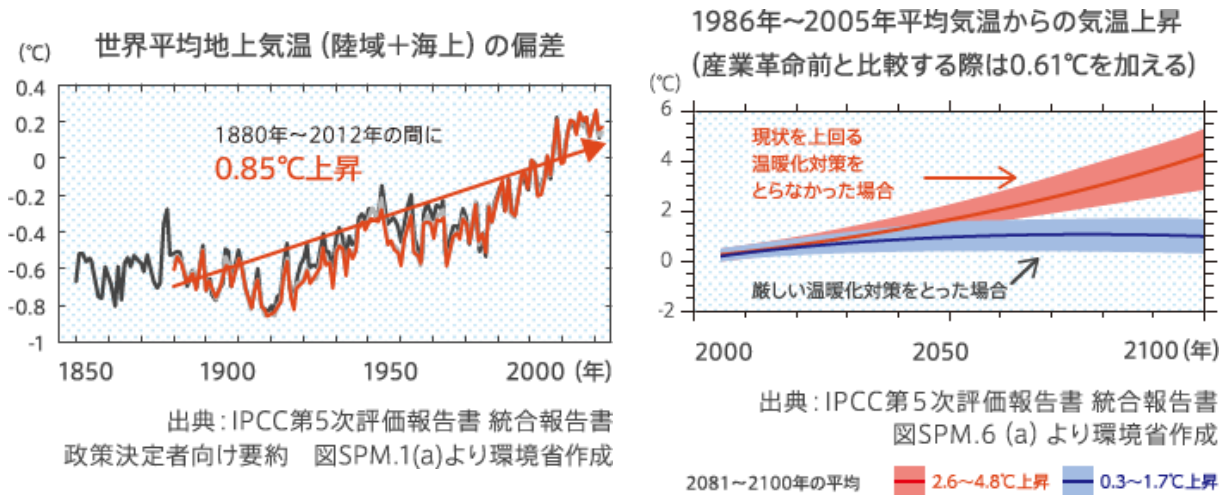 世界平均地上気温（陸域＋海上）の偏差
(℃)
0.4
0.2
0
-0.2
-0.4
-0.6
-0.8
-1
1880年～2012年の間に
0.85℃上昇
1850
1900
1950
2000
(年)
出典：IPCC第5次評価報告書 統合報告書
政策決定者向け要約　図SPM.1(a)より環境省作成
1986年～2005年平均気温からの気温上昇
(産業革命前と比較する際は0.61℃を加える)
(℃)
6
4
2
0
-2
現状を上回る
温暖化対策を
とらなかった場合
厳しい温暖化対策をとった場合
2000
2050
2100
(年)
出典：IPCC第5次評価報告書 統合報告書
図SPM.6（a）より環境省作成
2081～2100年の平均
2.6～4.8℃上昇
0.3～1.7℃上昇